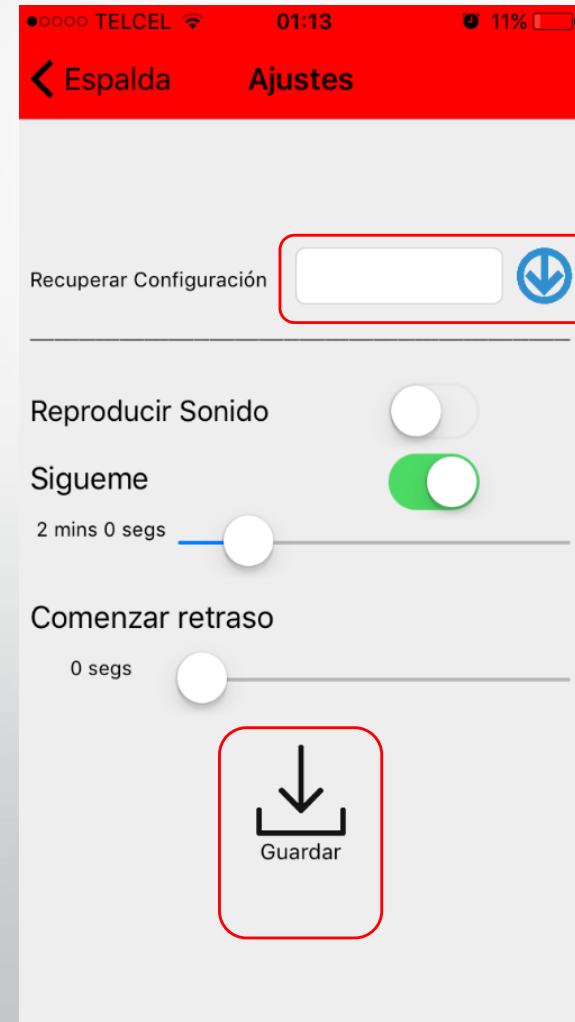 TELCEL 01:13 11%
Espalda Ajustes
Recuperar Configuración
Reproducir Sonido
Sigueme
2 mins 0 segs
Comenzar retraso
0 segs
Guardar